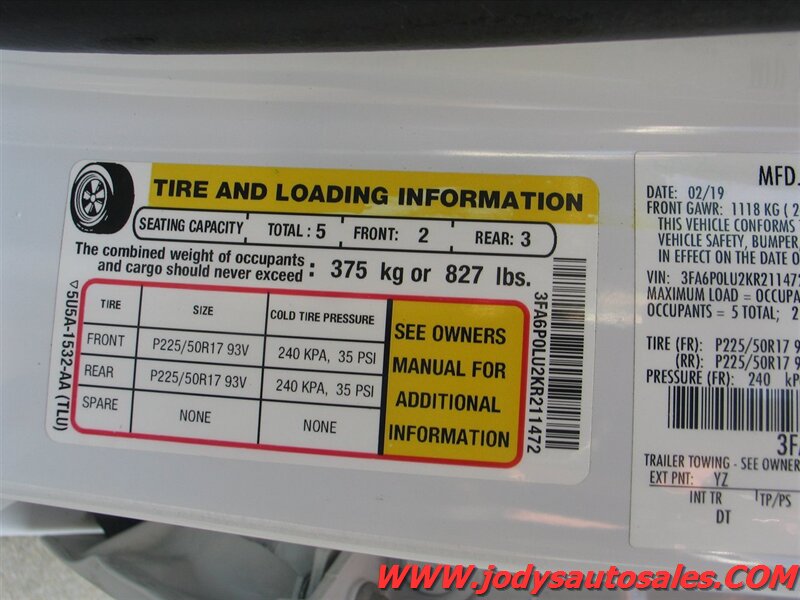 TIRE AND LOADING INFORMATION
SEATING CAPACITY TOTAL: 5 FRONT: 2 REAR: 3
The combined weight of occupants
and cargo should never exceed : 375 kg or 827 lbs.
TIRE SIZE COLD TIRE PRESSURE
FRONT P225/50R17 93V 240 KPA, 35 PSI
REAR P225/50R17 93V 240 KPA, 35 PSI
SPARE NONE NONE
SEE OWNERS
MANUAL FOR
ADDITIONAL
INFORMATION
5U5A-1532-AA (TLU)
3FA6P0LU2KR211472
MFD.
DATE: 02/19
FRONT GAWR: 1118 KG ( 2
THIS VEHICLE CONFORMS
VEHICLE SAFETY, BUMPER
IN EFFECT ON THE DATE O
VIN: 3FA6P0LU2KR211472
MAXIMUM LOAD = OCCUPA
OCCUPANTS = 5 TOTAL; 2
TIRE (FR): P225/50R17
(RR): P225/50R17
PRESSURE (FR): 240 kP
3FA
TRAILER TOWING - SEE OWNER
EXT PNT: YZ
INT TR TP/PS
DT
www.jodysautosales.com